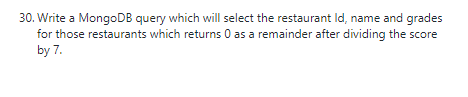 30. Write a MongoDB query which will select the restaurant Id, name and grades
for those restaurants which returns 0 as a remainder after dividing the score
by 7.